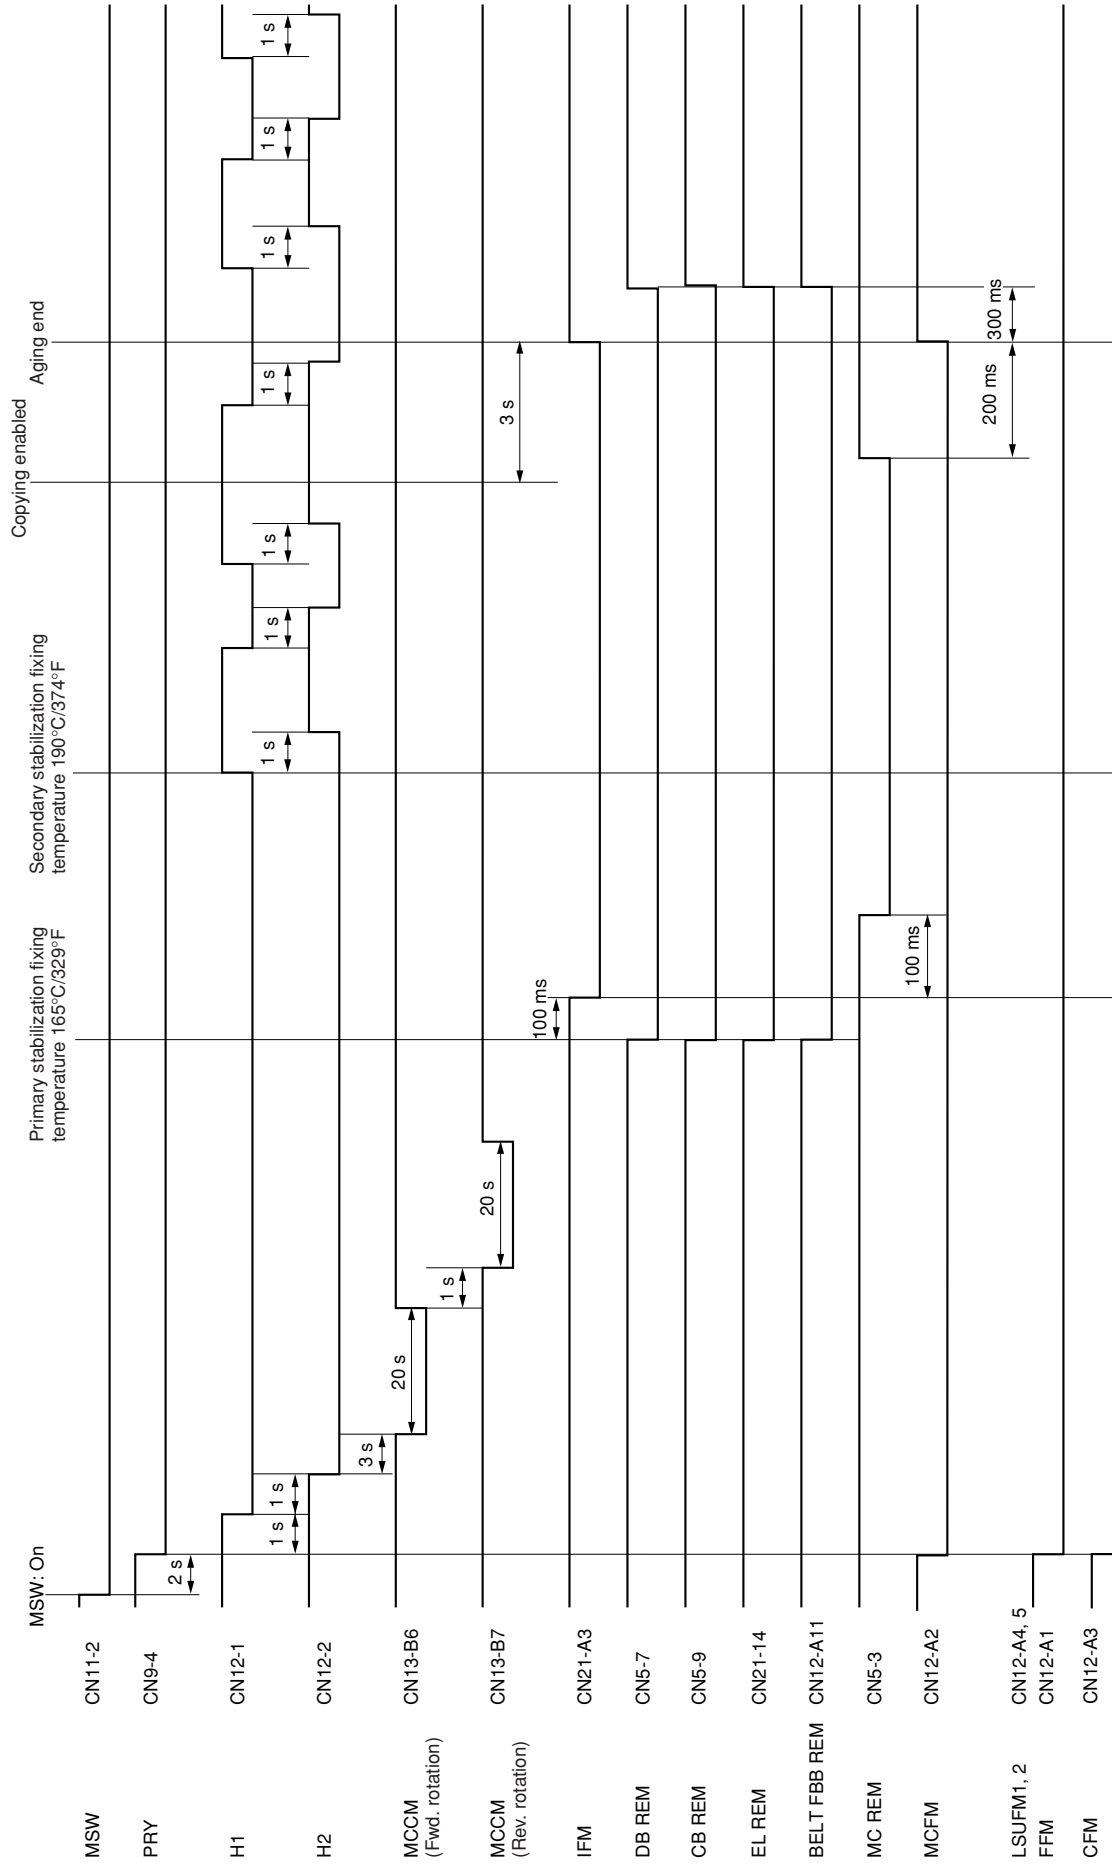 MSW: On
Primary stabilization fixing
temperature 165°C/329°F
Secondary stabilization fixing
temperature 190°C/374°F
Copying enabled
Aging end
MSW CN11-2
PRY CN9-4
2 s
H1 CN12-1
1 s
1 s
1 s
1 s
1 s
1 s
1 s
1 s
1 s
H2 CN12-2
3 s
MCCM CN13-B6
(Fwd. rotation)
20 s
1 s
MCCM CN13-B7
(Rev. rotation)
20 s
3 s
100 ms
IFM CN21-A3
DB REM CN5-7
CB REM CN5-9
EL REM CN21-14
BELT FBB REM CN12-A11
MC REM CN5-3
100 ms
MCFM CN12-A2
200 ms
300 ms
LSUFM1, 2 CN12-A4, 5
FFM CN12-A1
CFM CN12-A3
1 s